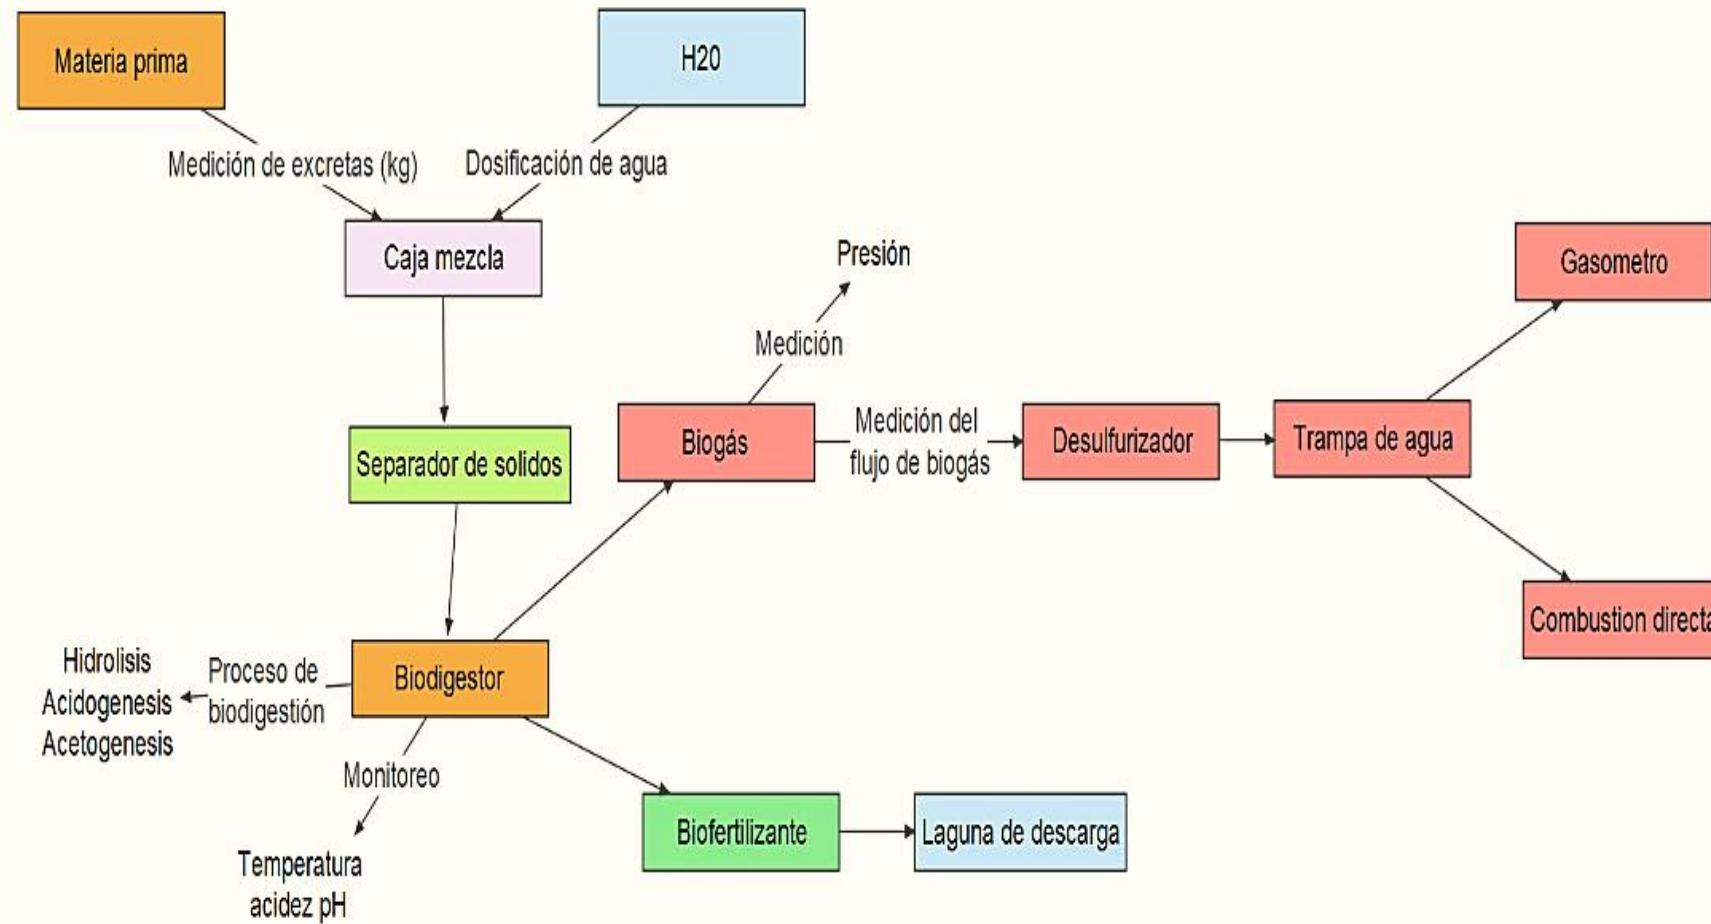 Materia prima
H20
Medición de excretas (kg)
Dosificación de agua
Caja mezcla
Presión
Gasometro
Medición
Medición del
flujo de biogás
Biogás
Desulfurizador
Trampa de agua
Separador de solidos
Combustion directa
Hidrolisis
Acidogenesis
Acetogenesis
Proceso de
biodigestión
Biodigestor
Monitoreo
Biofertilizante
Laguna de descarga
Temperatura
acidez pH